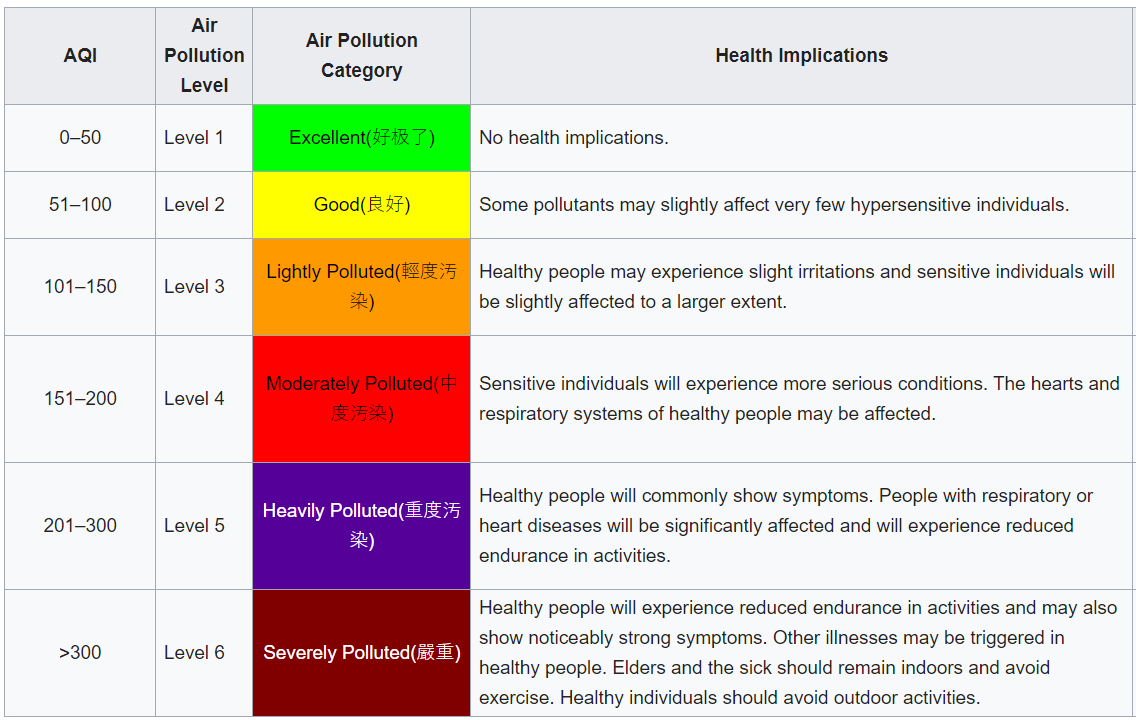 AQI
Air
Pollution
Level
Air Pollution
Category
Health Implications
0–50
Level 1
Excellent(好极了)
No health implications.
51–100
Level 2
Good(良好)
Some pollutants may slightly affect very few hypersensitive individuals.
101–150
Level 3
Lightly Polluted(輕度汚
染)
Healthy people may experience slight irritations and sensitive individuals will
be slightly affected to a larger extent.
151–200
Level 4
Moderately Polluted(中
度汚染)
Sensitive individuals will experience more serious conditions. The hearts and
respiratory systems of healthy people may be affected.
201–300
Level 5
Heavily Polluted(重度汚
染)
Healthy people will commonly show symptoms. People with respiratory or
heart diseases will be significantly affected and will experience reduced
endurance in activities.
>300
Level 6
Severely Polluted(嚴重)
Healthy people will experience reduced endurance in activities and may also
show noticeably strong symptoms. Other illnesses may be triggered in
healthy people. Elders and the sick should remain indoors and avoid
exercise. Healthy individuals should avoid outdoor activities.